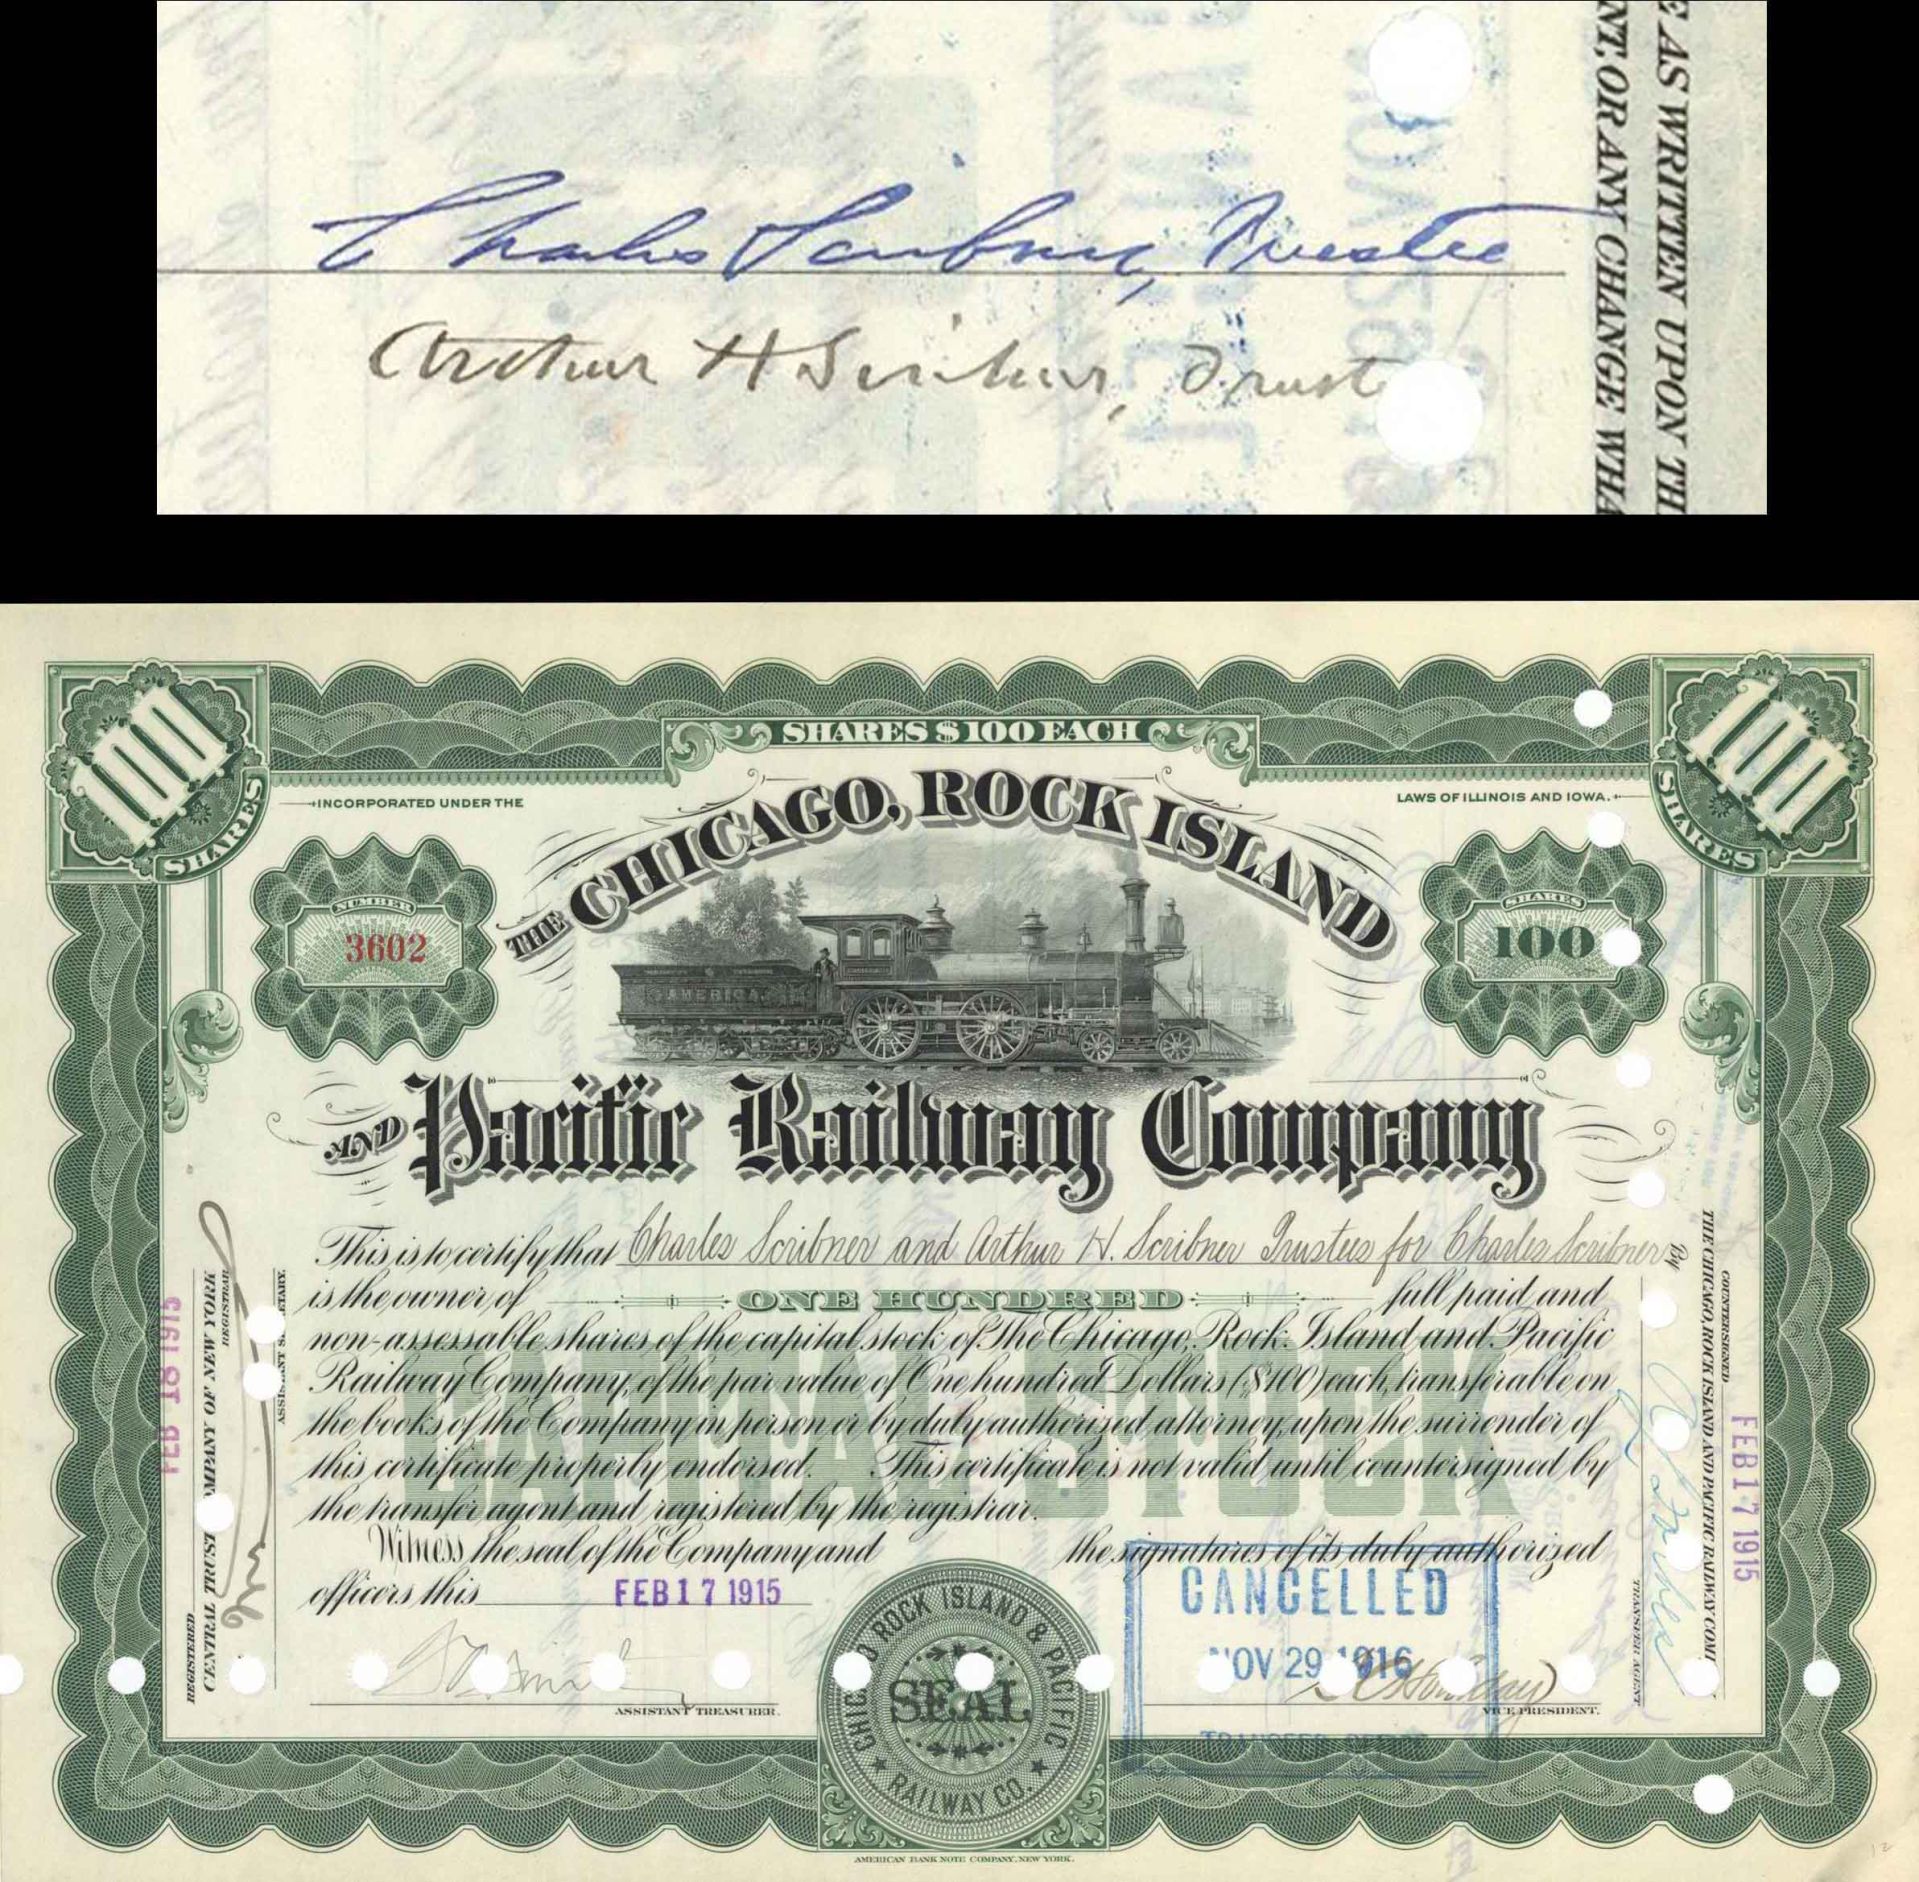 E AS WRITTEN UPON TH
NT, OR ANY CHANGE WHA
Charles Scribner, Trustee
Arthur H Scribner, Trust
100 SHARES
SHARES $100 EACH
100 SHARES
INCORPORATED UNDER THE
LAWS OF ILLINOIS AND IOWA.
THE CHICAGO, ROCK ISLAND
NUMBER
3602
SHARES
100
AMERICA
AND Pacific Railway Company
This is to certify that Charles Scribner and Arthur H. Scribner Trustees for Charles Scribner
is the owner of ONE HUNDRED full paid and
non-assessable shares of the capital stock of The Chicago, Rock Island and Pacific
Railway Company, of the par value of One hundred Dollars ($100) each, transferable on
the books of the Company in person or by duly authorized attorney, upon the surrender of
this certificate properly endorsed. This certificate is not valid until countersigned by
the transfer agent and registered by the registrar.
CAPITAL STOCK
Witness the seal of the Company and the signatures of its duly authorized
officers this FEB 17 1915
CANCELLED
NOV 29 1916
ASSISTANT TREASURER.
VICE PRESIDENT.
CHICAGO ROCK ISLAND & PACIFIC
SEAL
RAILWAY CO.
FEB 18 1915
REGISTERED
CENTRAL TRUST COMPANY OF NEW YORK
REGISTRAR
ASSISTANT SECRETARY.
COUNTERSIGNED
THE CHICAGO, ROCK ISLAND AND PACIFIC RAILWAY COM
By
TRANSFER AGENT
FEB 17 1915
AMERICAN BANK NOTE COMPANY, NEW YORK.
12